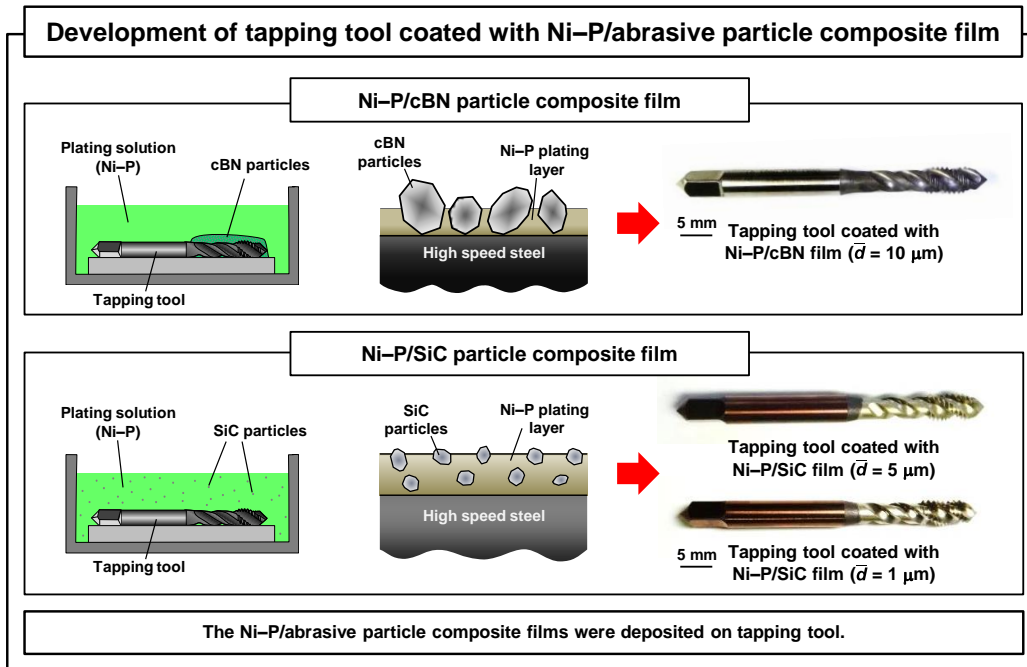 Development of tapping tool coated with Ni–P/abrasive particle composite film
Ni–P/cBN particle composite film
Plating solution
(Ni–P)
cBN particles
Tapping tool
cBN
particles
Ni–P plating
layer
High speed steel
5 mm
Tapping tool coated with
Ni–P/cBN film (d̅ = 10 μm)
Ni–P/SiC particle composite film
Plating solution
(Ni–P)
SiC particles
Tapping tool
SiC
particles
Ni–P plating
layer
High speed steel
Tapping tool coated with
Ni–P/SiC film (d̅ = 5 μm)
5 mm
Tapping tool coated with
Ni–P/SiC film (d̅ = 1 μm)
The Ni–P/abrasive particle composite films were deposited on tapping tool.